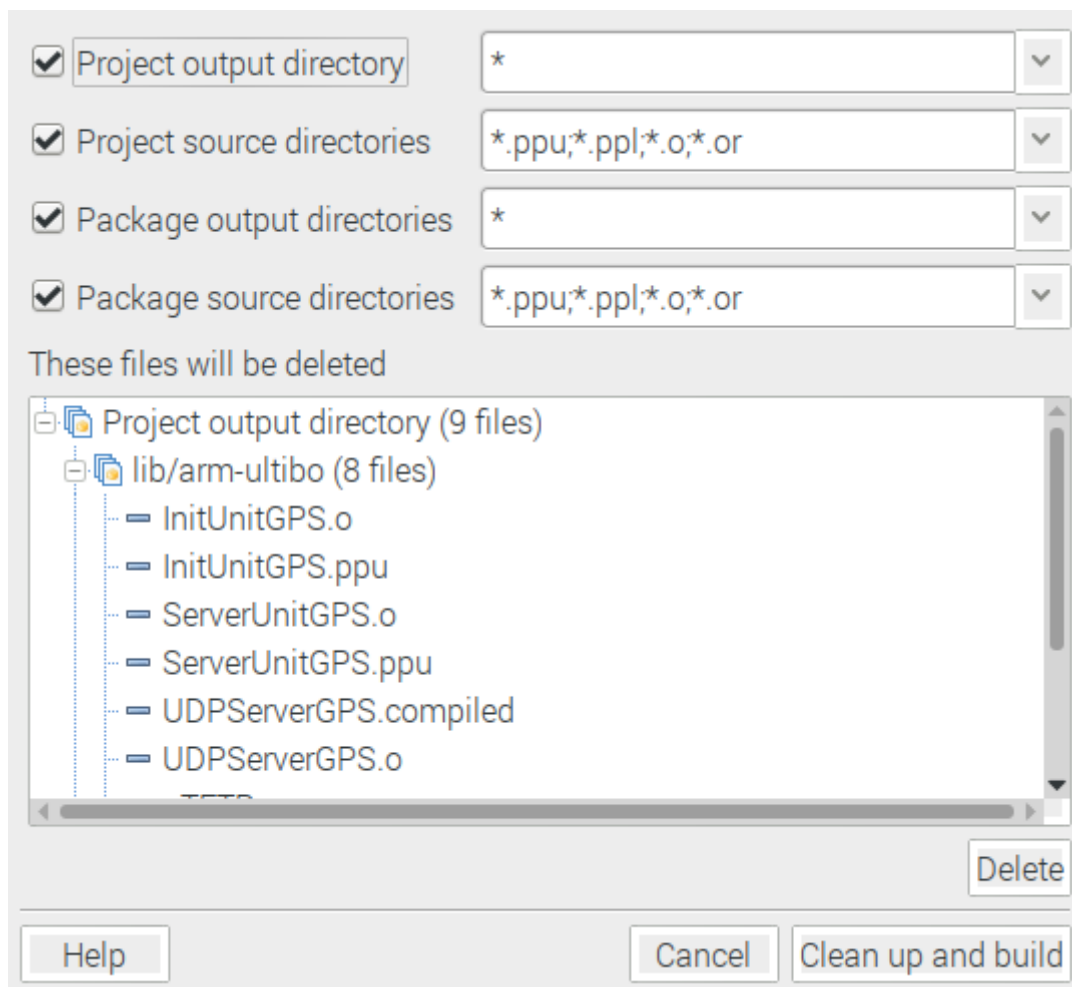 Project output directory *
Project source directories *.ppu;*.ppl;*.o;*.or
Package output directories *
Package source directories *.ppu;*.ppl;*.o;*.or
These files will be deleted
Project output directory (9 files)
lib/arm-ultibo (8 files)
InitUnitGPS.o
InitUnitGPS.ppu
ServerUnitGPS.o
ServerUnitGPS.ppu
UDPServerGPS.compiled
UDPServerGPS.o
Delete
Help Cancel Clean up and build